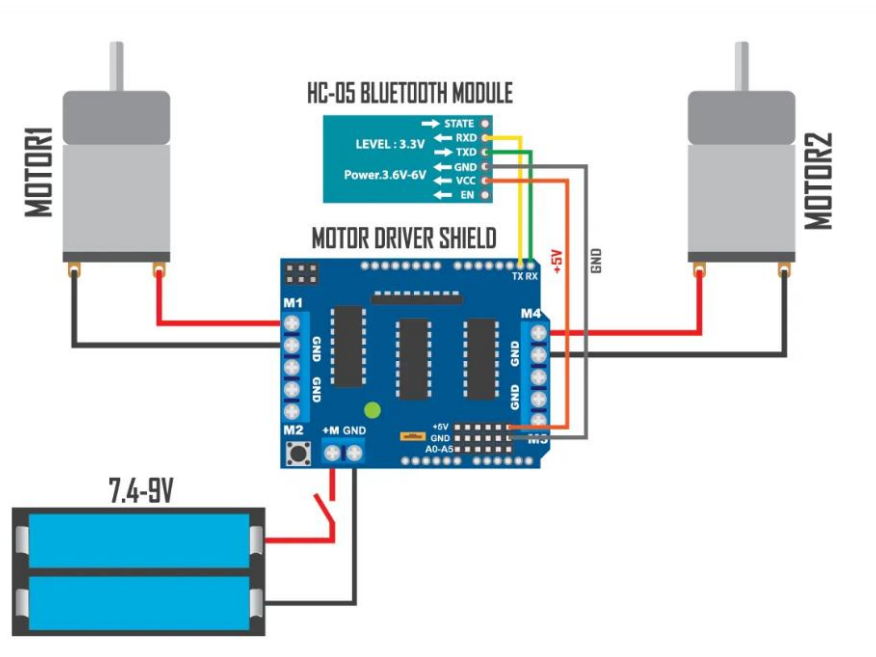 HC-05 BLUETOOTH MODULE
MOTOR1
MOTOR2
STATE
RXD
LEVEL : 3.3V
TXD
GND
Power.3.6V-6V
VCC
EN
MOTOR DRIVER SHIELD
+5V
GND
TX RX
M1
M4
GND
GND
GND
GND
M2
+M GND
+5V
GND
A0-A5
M3
7.4-9V